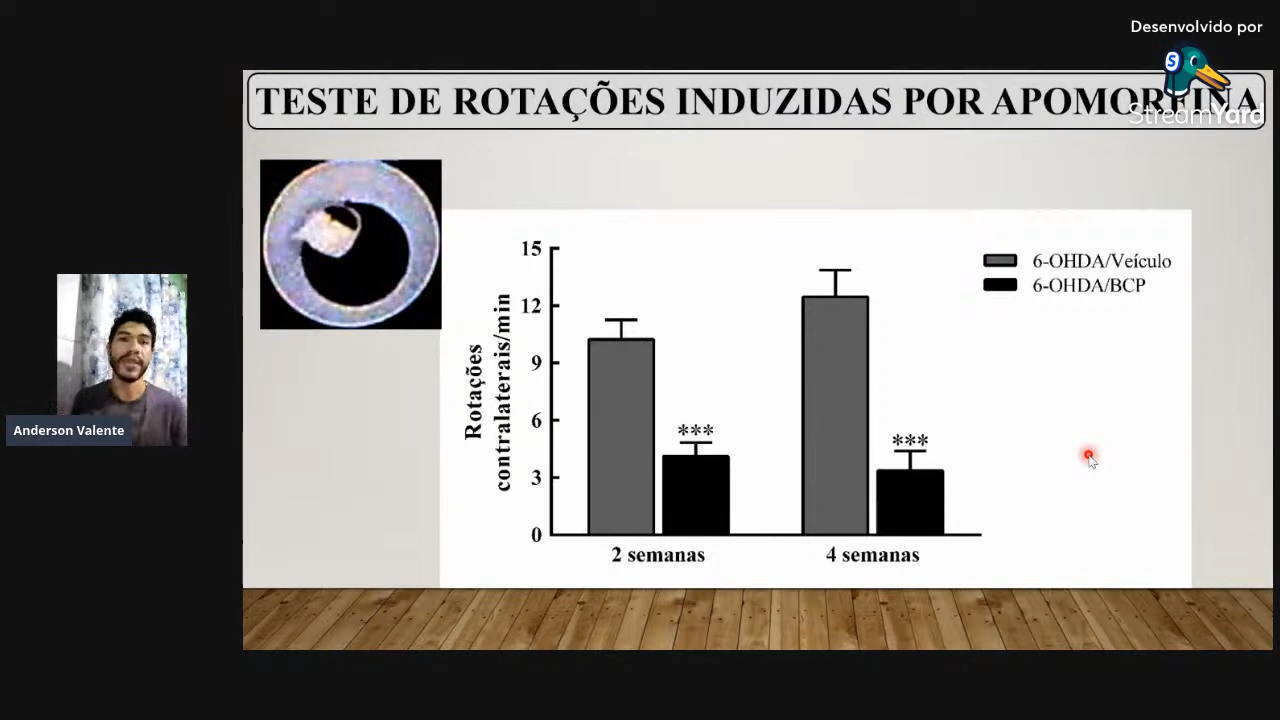 Desenvolvido por
StreamYard
TESTE DE ROTAÇÕES INDUZIDAS POR APOMORFINA
Rotações
contralaterais/min
15
12
9
6
3
0
***
***
2 semanas
4 semanas
6-OHDA/Veículo
6-OHDA/BCP
Anderson Valente